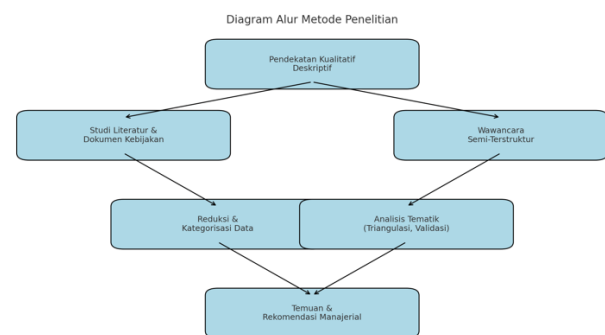 Diagram Alur Metode Penelitian
Pendekatan Kualitatif
Deskriptif
Studi Literatur &
Dokumen Kebijakan
Wawancara
Semi-Terstruktur
Reduksi &
Kategorisasi Data
Analisis Tematik
(Triangulasi, Validasi)
Temuan &
Rekomendasi Manajerial